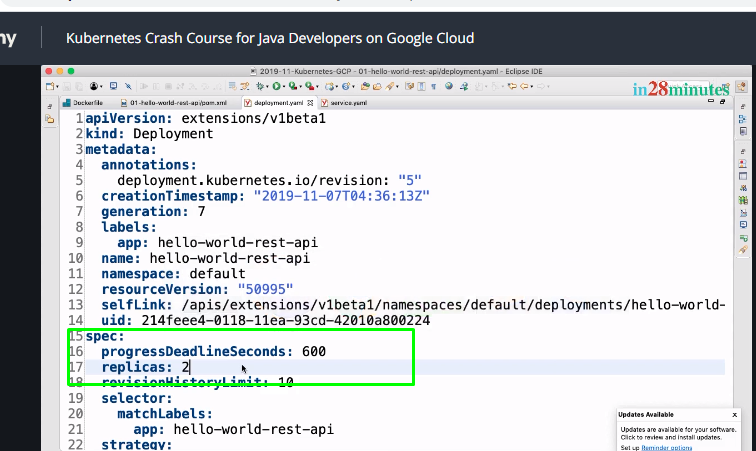 ny
Kubernetes Crash Course for Java Developers on Google Cloud
2019-11-Kubernetes-GCP - 01-hello-world-rest-api/deployment.yaml - Eclipse IDE
in28minutes
Dockerfile
01-hello-world-rest-api/pom.xml
deployment.yaml
service.yaml
1 apiVersion: extensions/v1beta1
2 kind: Deployment
3 metadata:
4 annotations:
5 deployment.kubernetes.io/revision: "5"
6 creationTimestamp: "2019-11-07T04:36:13Z"
7 generation: 7
8 labels:
9 app: hello-world-rest-api
10 name: hello-world-rest-api
11 namespace: default
12 resourceVersion: "50995"
13 selfLink: /apis/extensions/v1beta1/namespaces/default/deployments/hello-world-
14 uid: 214feee4-0118-11ea-93cd-42010a800224
15 spec:
16 progressDeadlineSeconds: 600
17 replicas: 2
18 revisionHistoryLimit: 10
19 selector:
20 matchLabels:
21 app: hello-world-rest-api
22 strategy:
Updates Available
X
Updates are available for your software.
Click to review and install updates.
Set up Reminder options